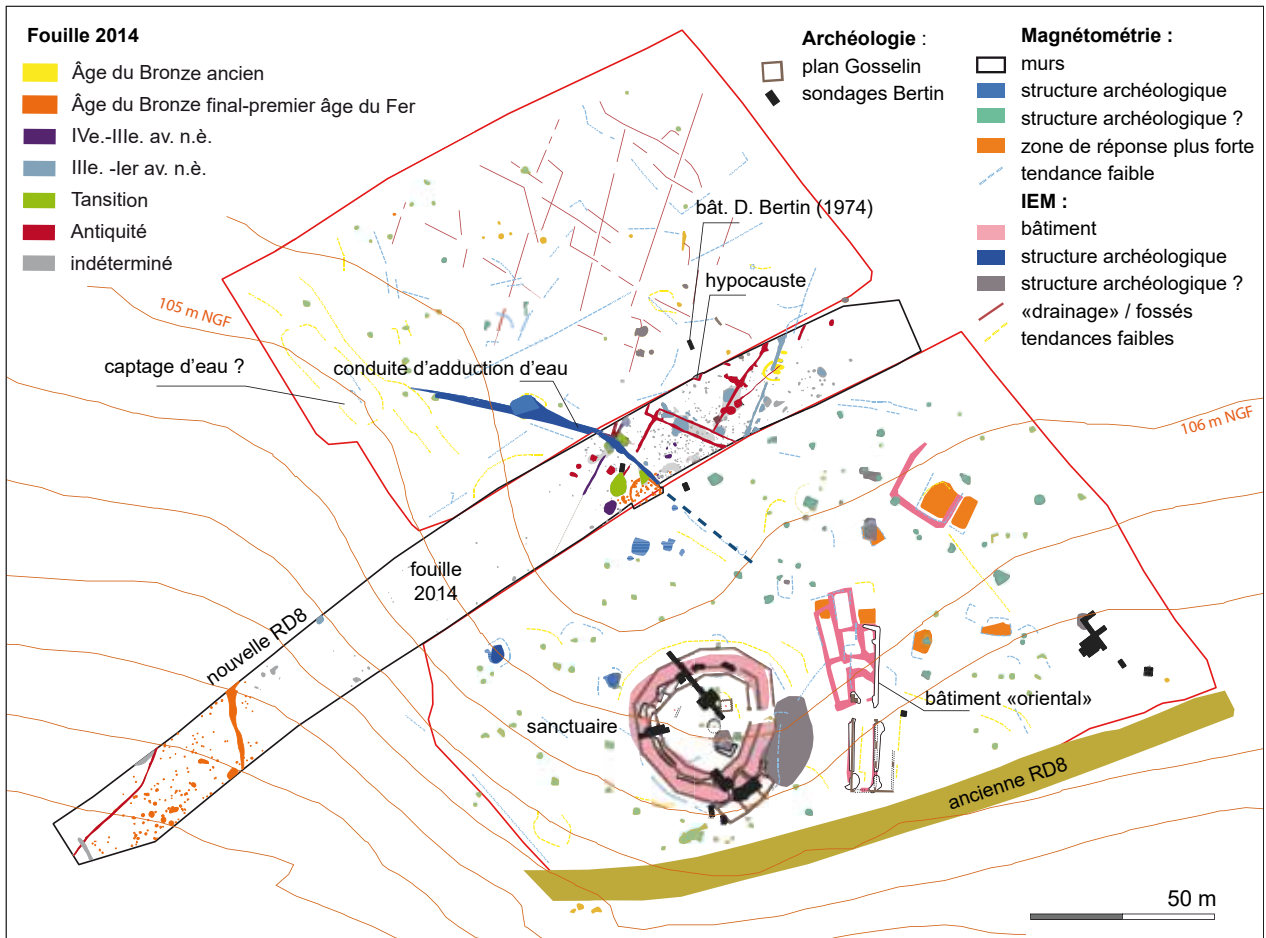 Fouille 2014
Âge du Bronze ancien
Âge du Bronze final-premier âge du Fer
IVe.-IIIe. av. n.è.
IIIe. -Ier av. n.è.
Tansition
Antiquité
indéterminé
Archéologie :
plan Gosselin
sondages Bertin
Magnétométrie :
murs
structure archéologique
structure archéologique ?
zone de réponse plus forte
tendance faible
IEM :
bâtiment
structure archéologique
structure archéologique ?
«drainage» / fossés
tendances faibles
bât. D. Bertin (1974)
hypocauste
105 m NGF
captage d'eau ?
conduite d'adduction d'eau
106 m NGF
fouille
2014
nouvelle RD8
sanctuaire
bâtiment «oriental»
ancienne RD8
50 m